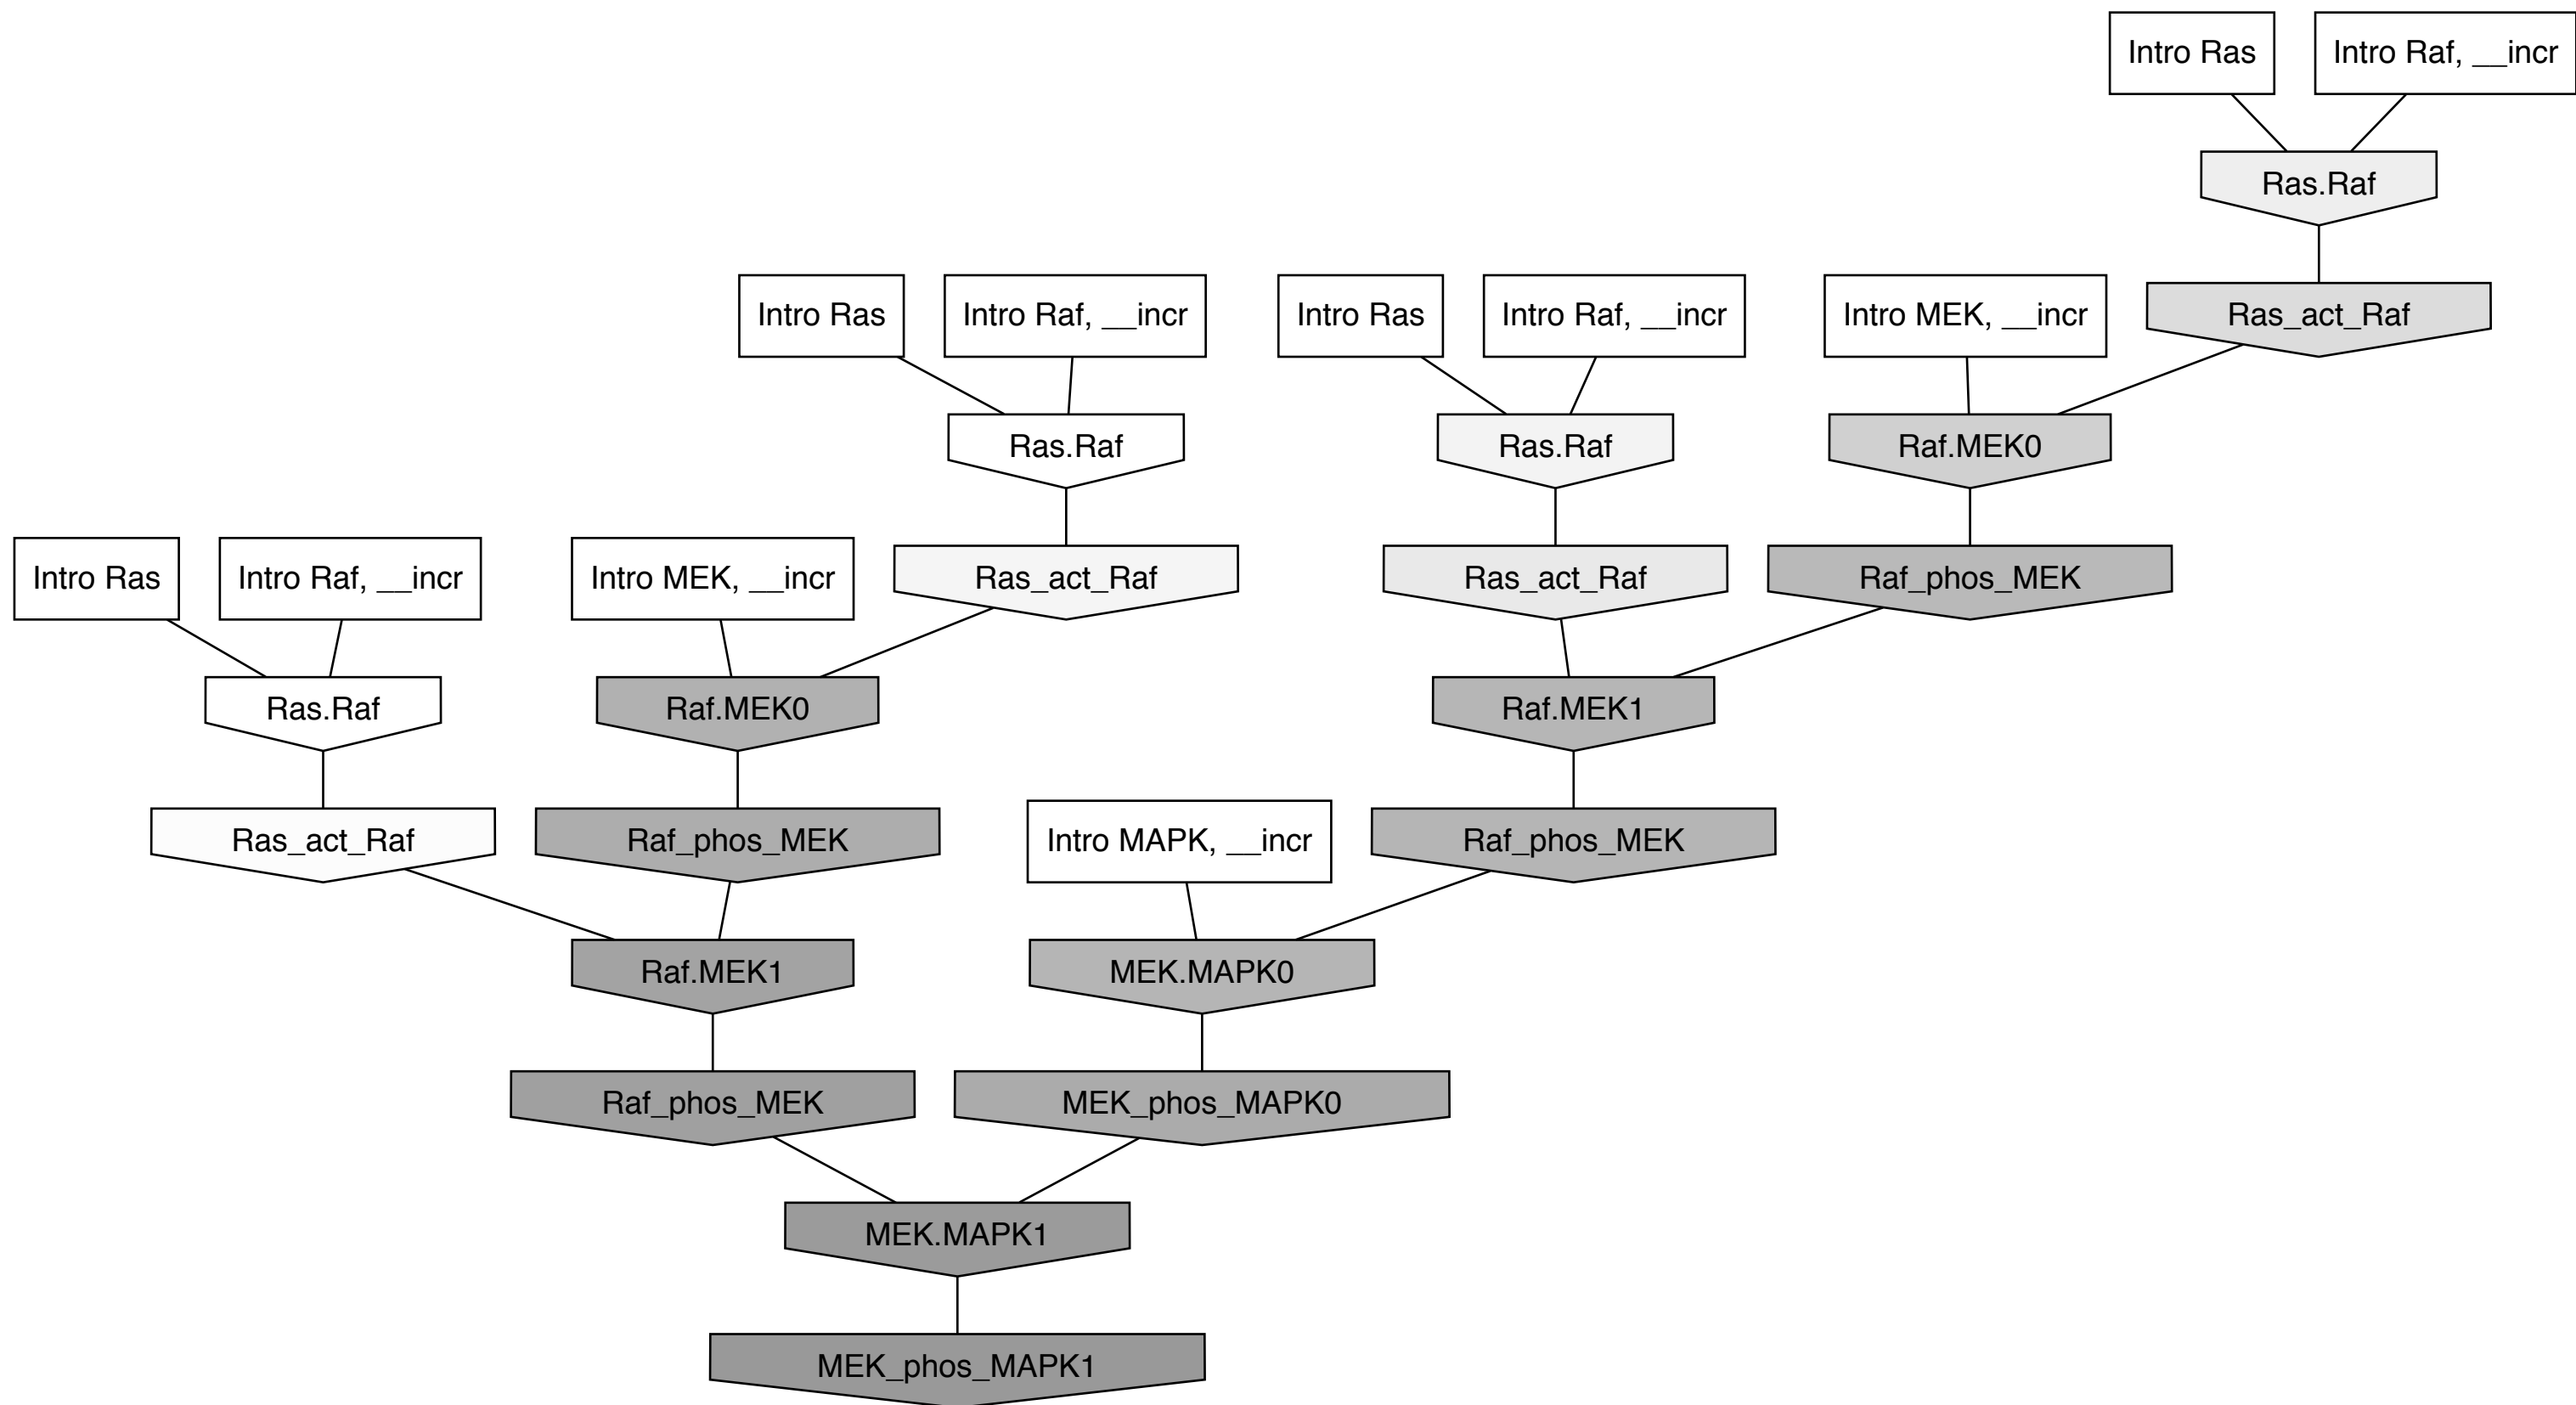 Intro Ras
Intro Raf, __incr
Ras.Raf
Intro Ras
Intro Raf, __incr
Intro Ras
Intro Raf, __incr
Intro MEK, __incr
Ras_act_Raf
Ras.Raf
Ras.Raf
Raf.MEK0
Intro Ras
Intro Raf, __incr
Intro MEK, __incr
Ras_act_Raf
Ras_act_Raf
Raf_phos_MEK
Ras.Raf
Raf.MEK0
Raf.MEK1
Ras_act_Raf
Raf_phos_MEK
Intro MAPK, __incr
Raf_phos_MEK
Raf.MEK1
MEK.MAPK0
Raf_phos_MEK
MEK_phos_MAPK0
MEK.MAPK1
MEK_phos_MAPK1